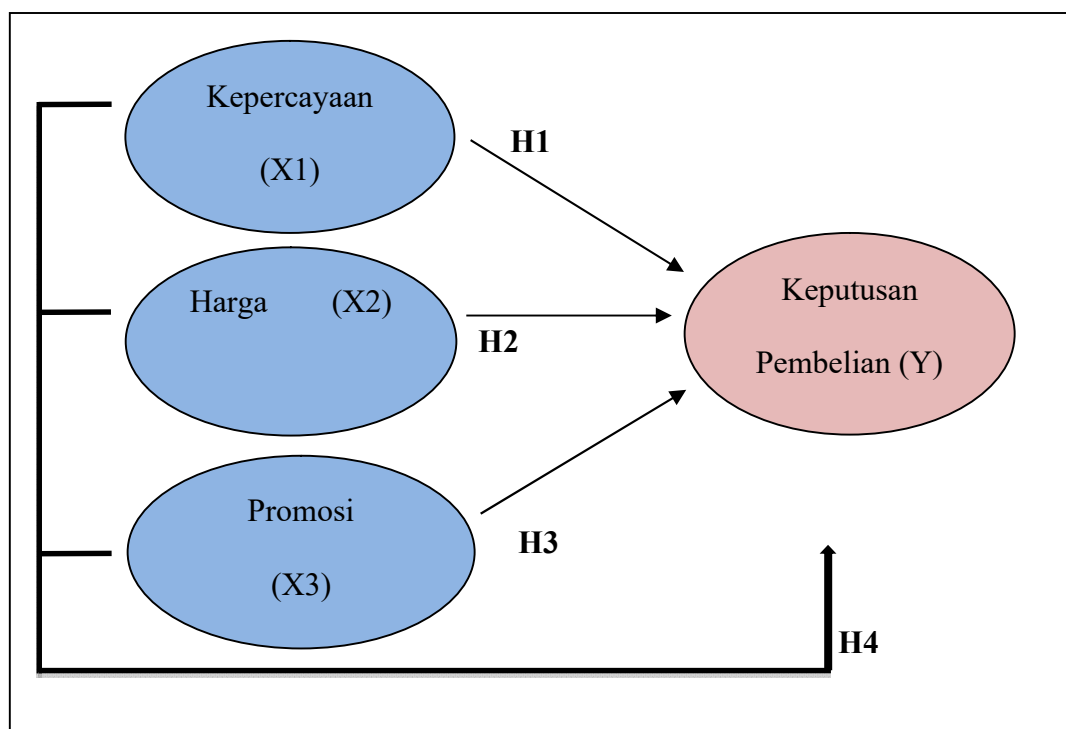 Kepercayaan
(X1)
H1
Harga (X2)
H2
Keputusan
Pembelian (Y)
Promosi
(X3)
H3
H4